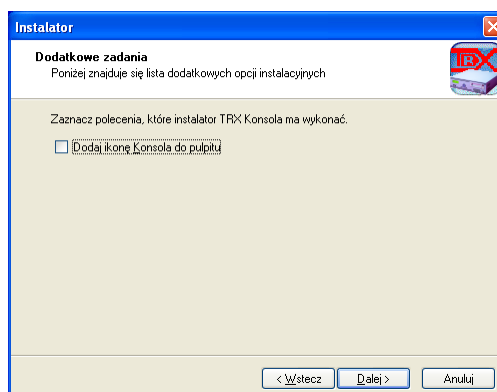 Instalator
Dodatkowe zadania
Poniżej znajduje się lista dodatkowych opcji instalacyjnych
TRX
Zaznacz polecenia, które instalator TRX Konsola ma wykonać.
Dodaj ikonę Konsola do pulpitu
< Wstecz
Dalej >
Anuluj